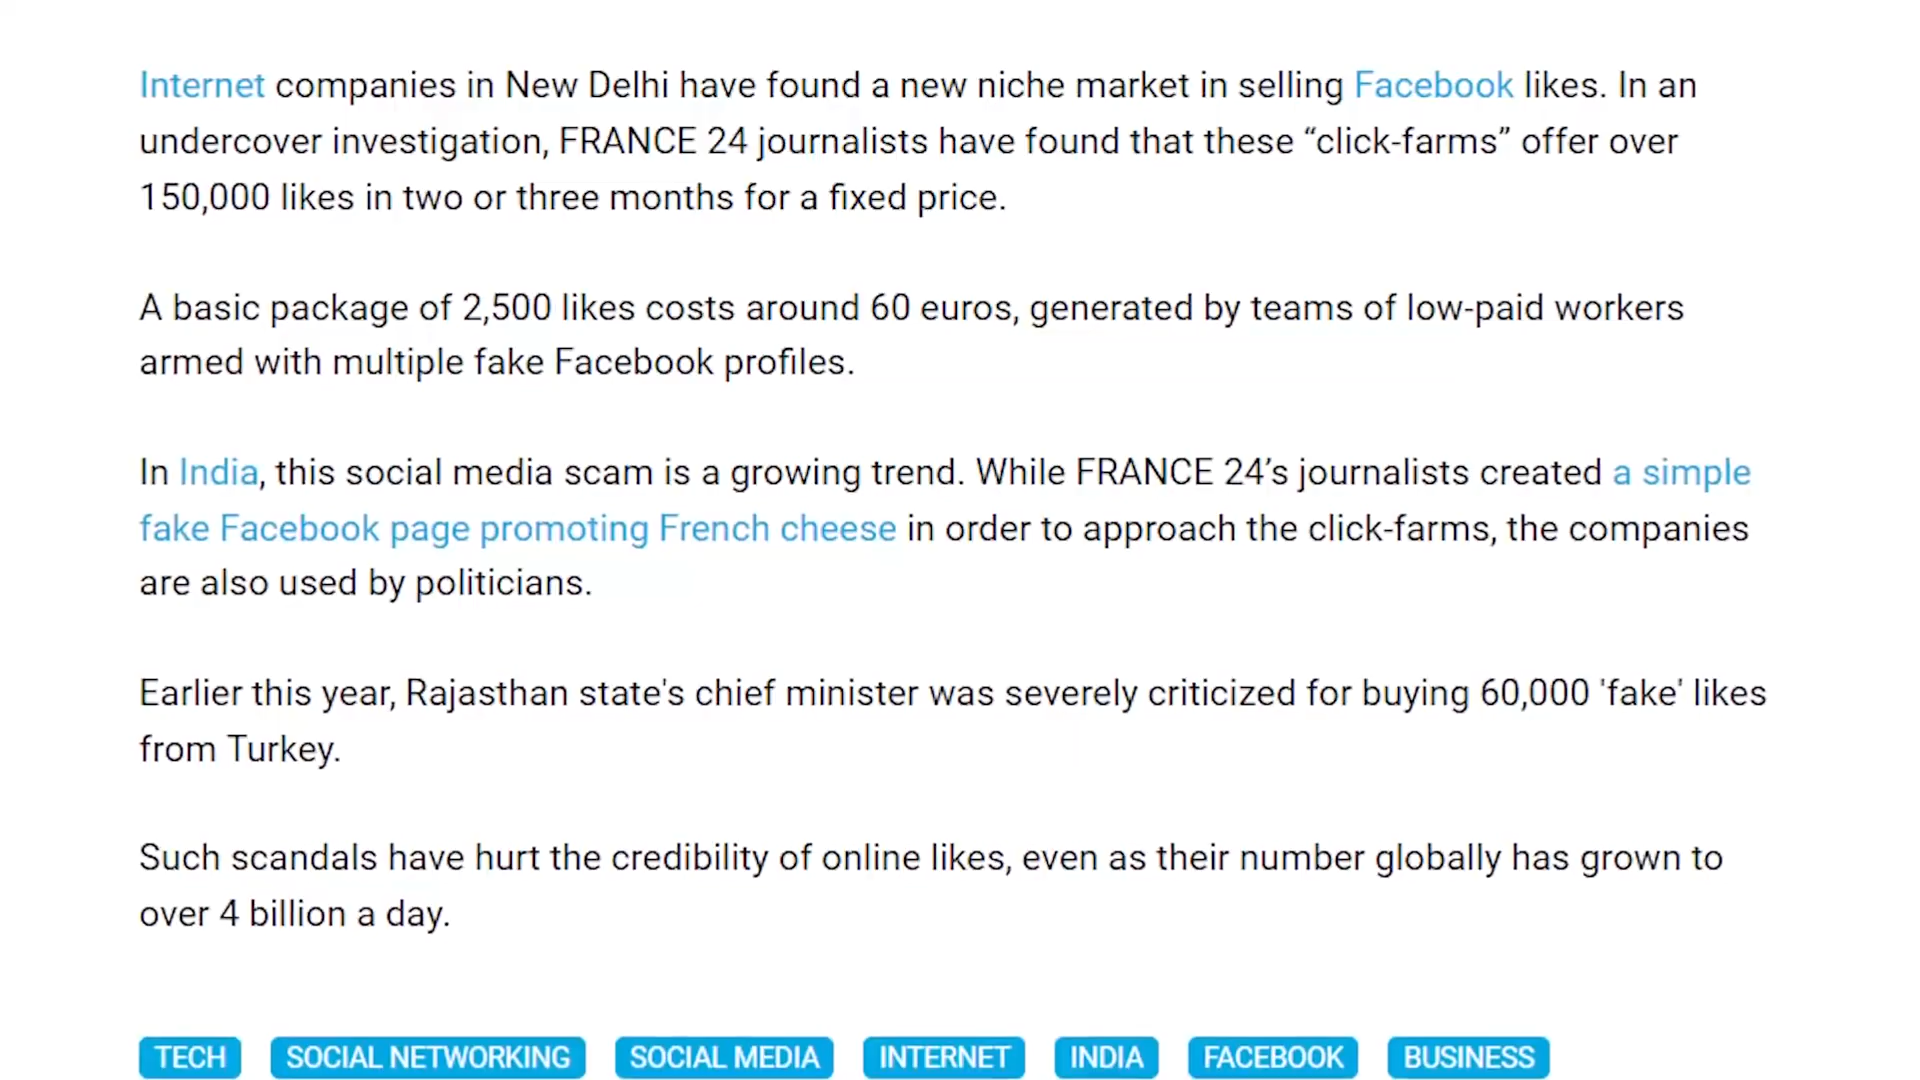 Internet companies in New Delhi have found a new niche market in selling Facebook likes. In an
undercover investigation, FRANCE 24 journalists have found that these “click-farms” offer over
150,000 likes in two or three months for a fixed price.
A basic package of 2,500 likes costs around 60 euros, generated by teams of low-paid workers
armed with multiple fake Facebook profiles.
In India, this social media scam is a growing trend. While FRANCE 24’s journalists created a simple
fake Facebook page promoting French cheese in order to approach the click-farms, the companies
are also used by politicians.
Earlier this year, Rajasthan state's chief minister was severely criticized for buying 60,000 'fake' likes
from Turkey.
Such scandals have hurt the credibility of online likes, even as their number globally has grown to
over 4 billion a day.
TECH SOCIAL NETWORKING SOCIAL MEDIA INTERNET INDIA FACEBOOK BUSINESS